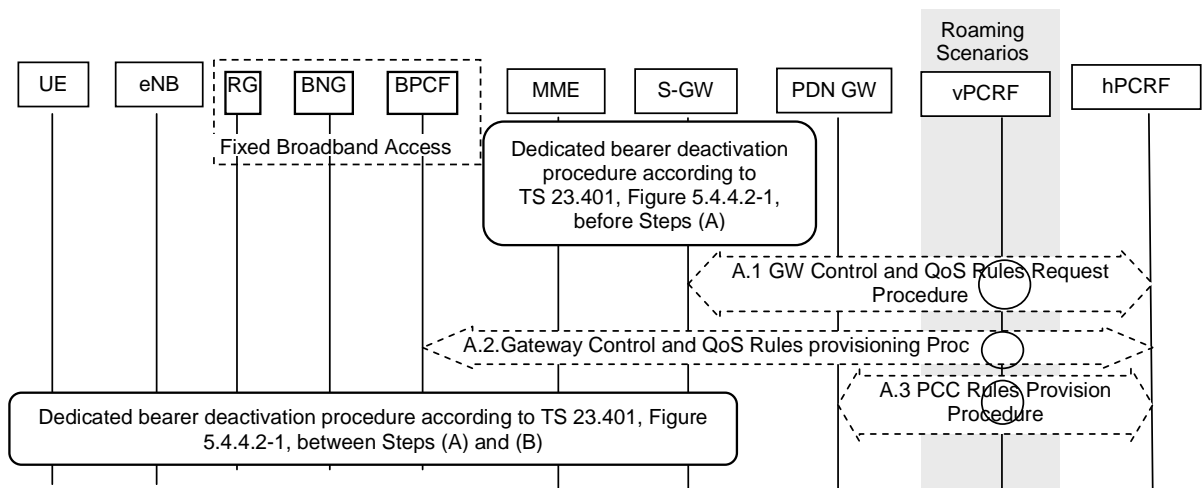 Roaming
Scenarios
UE
eNB
RG
BNG
BPCF
MME
S-GW
PDN GW
vPCRF
hPCRF
Fixed Broadband Access
Dedicated bearer deactivation
procedure according to
TS 23.401, Figure 5.4.4.2-1,
before Steps (A)
A.1 GW Control and QoS Rules Request
Procedure
A.2.Gateway Control and QoS Rules provisioning Proc
A.3 PCC Rules Provision
Procedure
Dedicated bearer deactivation procedure according to TS 23.401, Figure
5.4.4.2-1, between Steps (A) and (B)